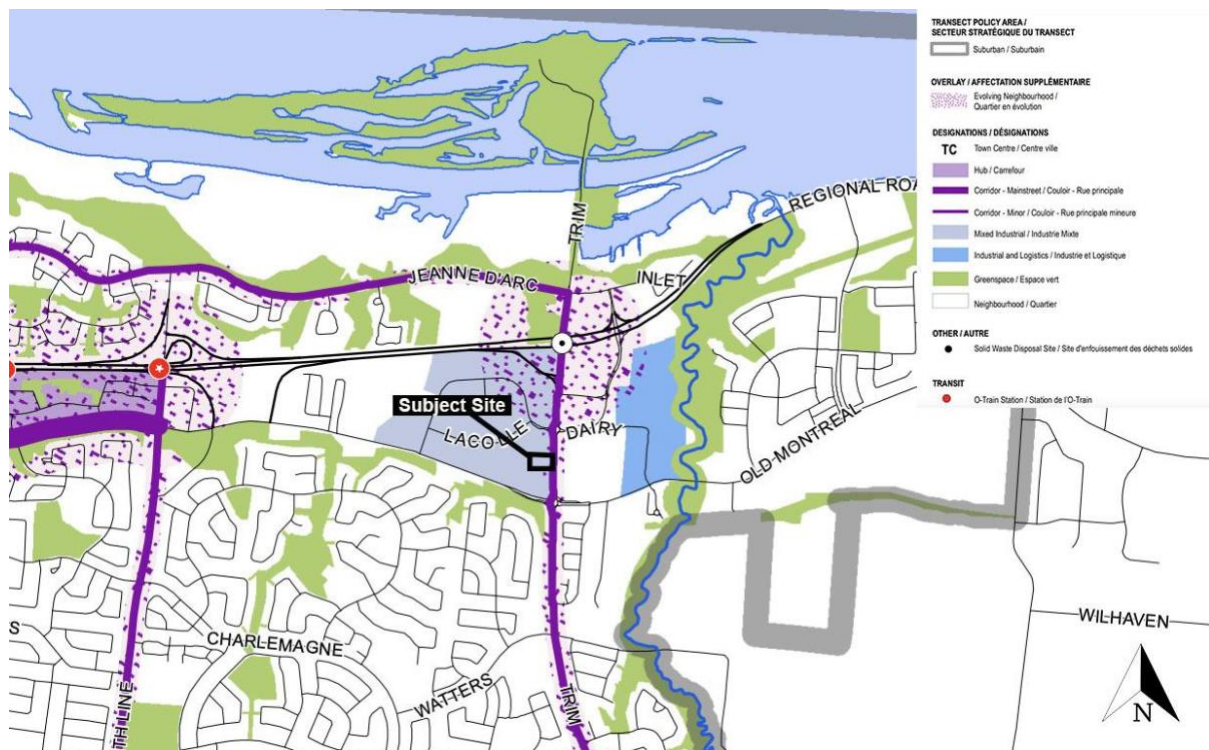 TRANSECT POLICY AREA /
SECTEUR STRATÉGIQUE DU TRANSECT
Suburban / Suburbain
OVERLAY / AFFECTATION SUPPLÉMENTAIRE
Evolving Neighbourhood /
Quartier en évolution
DESIGNATIONS / DÉSIGNATIONS
TC Town Centre / Centre ville
Hub / Carrefour
Corridor - Mainstreet / Couloir - Rue principale
Corridor - Minor / Couloir - Rue principale mineure
Mixed Industrial / Industrie Mixte
Industrial and Logistics / Industrie et Logistique
Greenspace / Espace vert
Neighbourhood / Quartier
OTHER / AUTRE
Solid Waste Disposal Site / Site d'enfouissement des déchets solides
TRANSIT
O-Train Station / Station de l'O-Train
REGIONAL ROA
TRIM
JEANNE D'ARC
INLET
Subject Site
LACOLLE
DAIRY
OLD MONTREAL
WILHAVEN
S
CHARLEMAGNE
WATTERS
TH LINE
TRIM
N